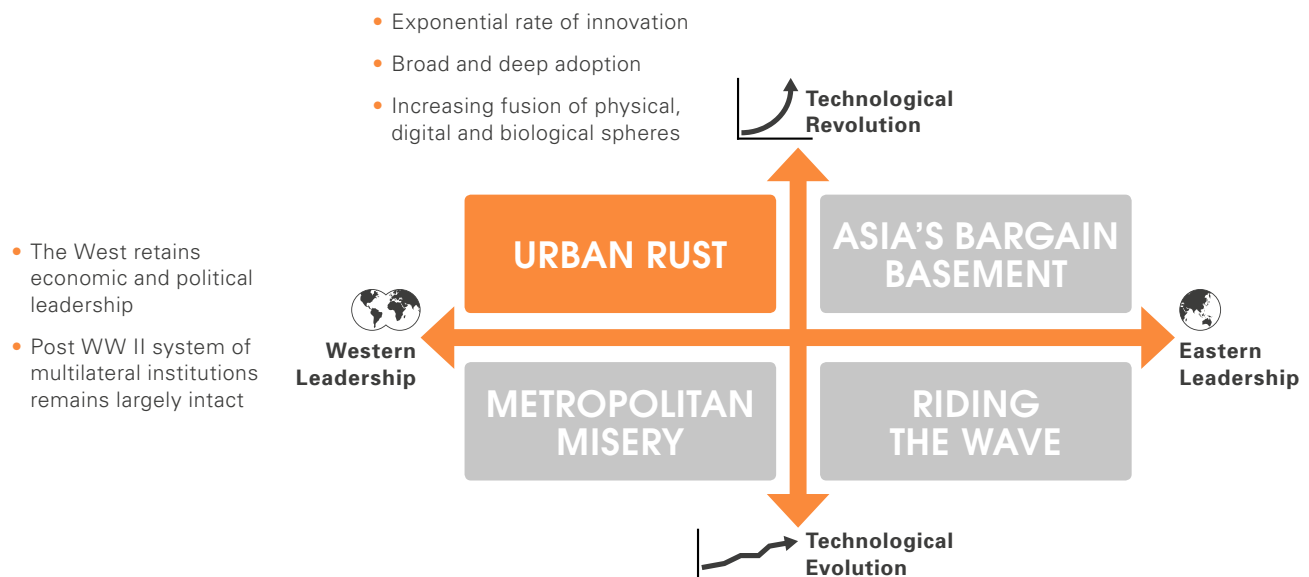 • Exponential rate of innovation
• Broad and deep adoption
• Increasing fusion of physical,
digital and biological spheres
Technological
Revolution
• The West retains
economic and political
leadership
• Post WW II system of
multilateral institutions
remains largely intact
URBAN RUST
ASIA'S BARGAIN
BASEMENT
Western
Leadership
Eastern
Leadership
METROPOLITAN
MISERY
RIDING
THE WAVE
Technological
Evolution